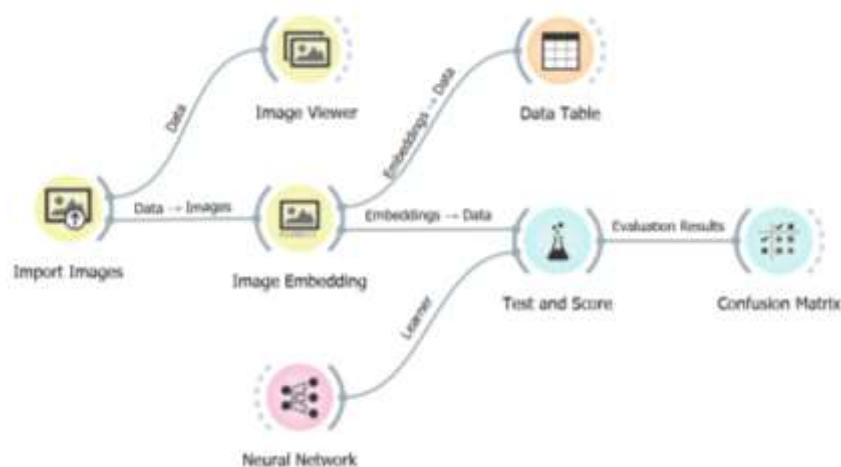 Image Viewer
Data Table
Data
Embeddings → Data
Data → Images
Embeddings → Data
Evaluation Results
Import Images
Image Embedding
Test and Score
Confusion Matrix
Learner
Neural Network